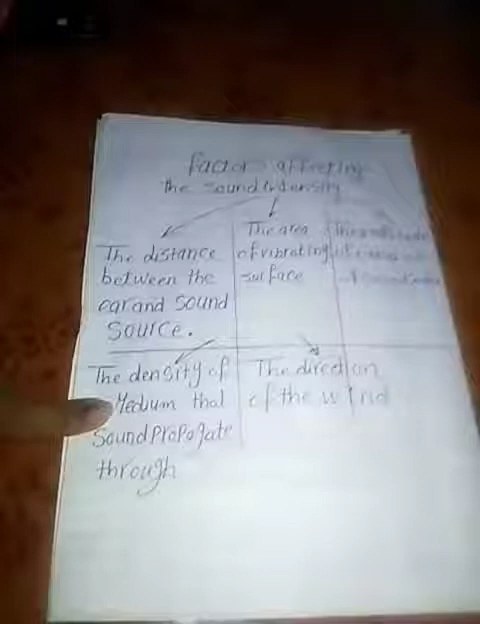 factor affecting
the sound intensity
The distance
between the
ear and sound
source.
The area
of vibrating
surface
The density of
Medium that
sound propogate
through
The direction
of the wind